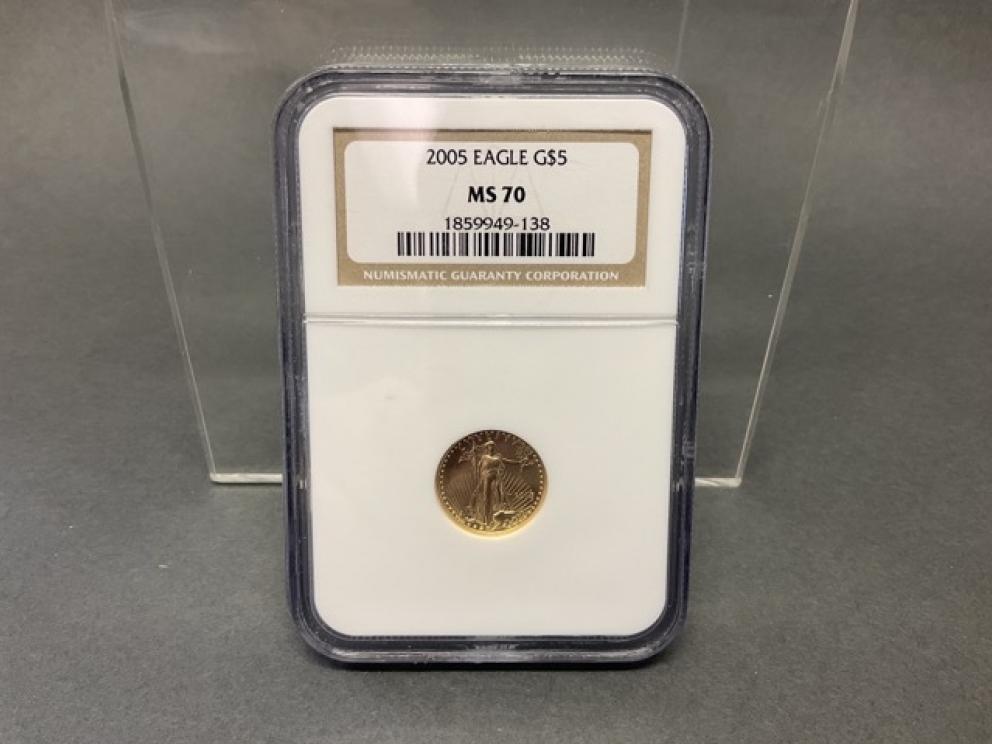 2005 EAGLE G$5
MS 70
1859949-138
NUMISMATIC GUARANTY CORPORATION